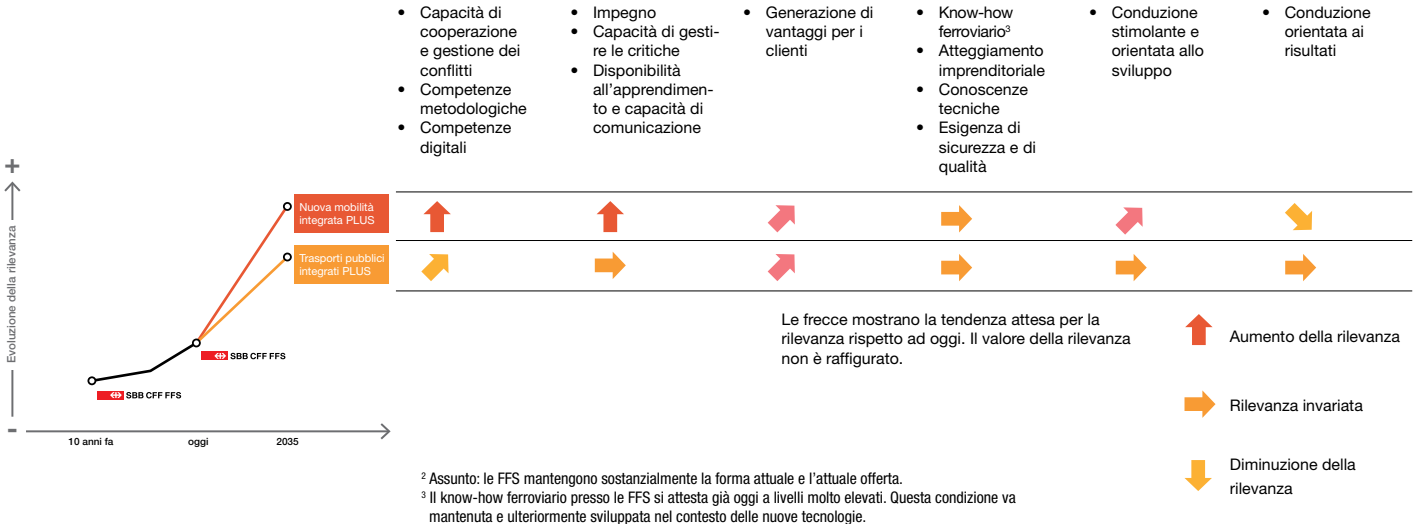 • Capacità di
cooperazione
e gestione dei
conflitti
• Competenze
metodologiche
• Competenze
digitali
• Impegno
• Capacità di gesti-
re le critiche
• Disponibilità
all'apprendimen-
to e capacità di
comunicazione
• Generazione di
vantaggi per i
clienti
• Know-how
ferroviario³
• Atteggiamento
imprenditoriale
• Conoscenze
tecniche
• Esigenza di
sicurezza e di
qualità
• Conduzione
stimolante e
orientata allo
sviluppo
• Conduzione
orientata ai
risultati
+
Evoluzione della rilevanza
-
Nuova mobilità
integrata PLUS
Trasporti pubblici
integrati PLUS
SBB CFF FFS
SBB CFF FFS
10 anni fa
oggi
2035
Le frecce mostrano la tendenza attesa per la
rilevanza rispetto ad oggi. Il valore della rilevanza
non è raffigurato.
Aumento della rilevanza
Rilevanza invariata
Diminuzione della
rilevanza
² Assunto: le FFS mantengono sostanzialmente la forma attuale e l'attuale offerta.
³ Il know-how ferroviario presso le FFS si attesta già oggi a livelli molto elevati. Questa condizione va
mantenuta e ulteriormente sviluppata nel contesto delle nuove tecnologie.